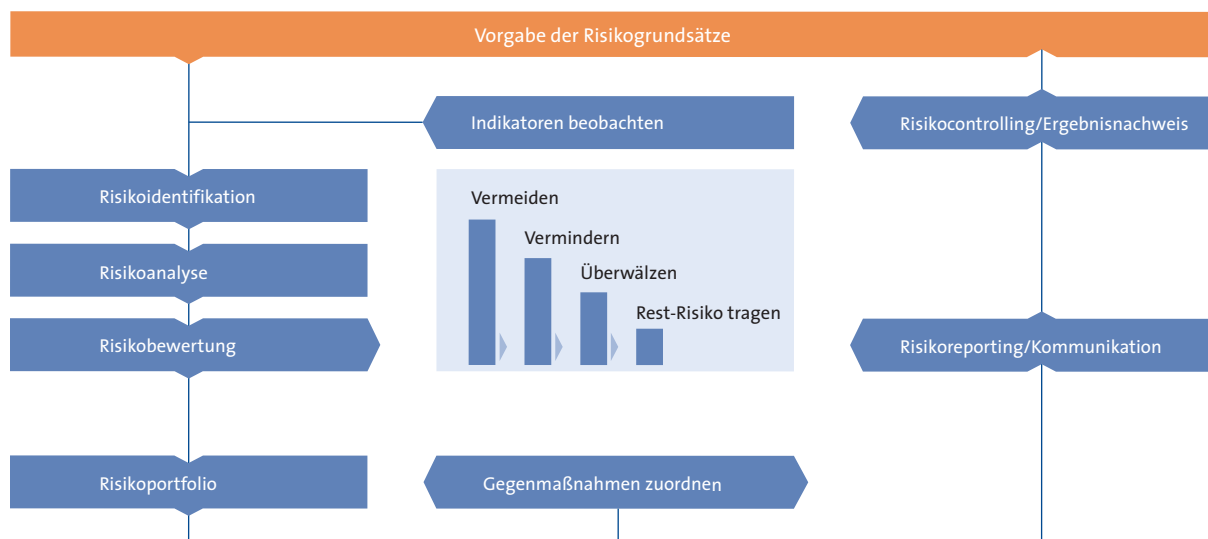 Vorgabe der Risikogrundsätze
Indikatoren beobachten
Risikocontrolling/Ergebnisnachweis
Risikoidentifikation
Vermeiden
Vermindern
Risikoanalyse
Überwälzen
Rest-Risiko tragen
Risikobewertung
Risikoreporting/Kommunikation
Risikoportfolio
Gegenmaßnahmen zuordnen